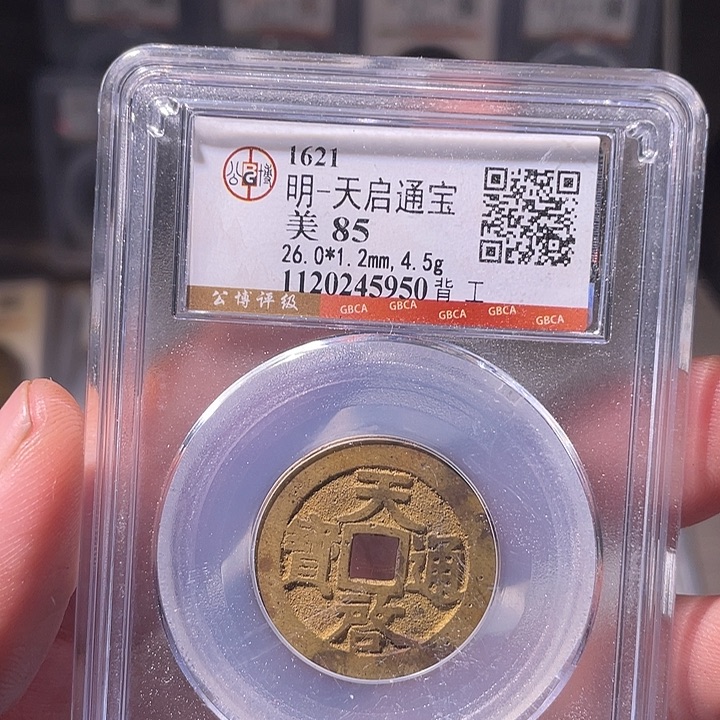 公博
1621
明-天启通宝
美 85
26.0*1.2mm,4.5g
1120245950 背 工
公博评级 GBCA GBCA GBCA GBCA GBCA
天
寶 通
啓